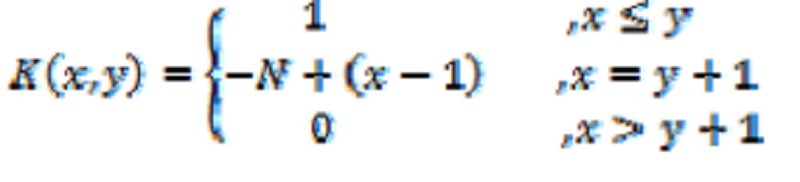 1 ,x ≤ y
K(x,y) = { −N + (x − 1) ,x = y + 1
0 ,x > y + 1